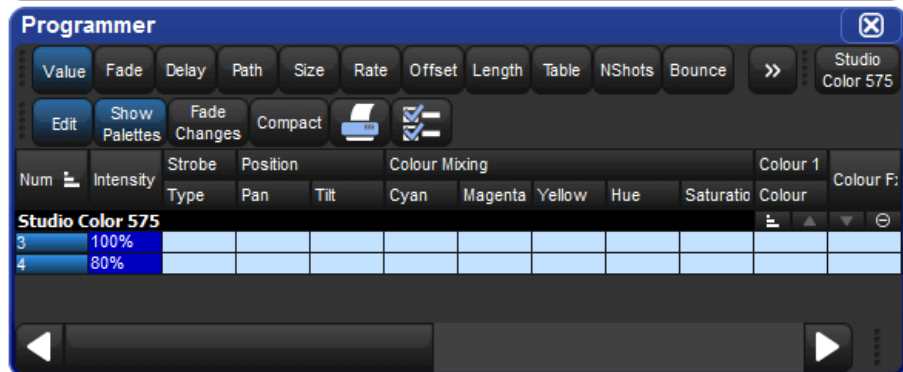 Programmer
Value Fade Delay Path Size Rate Offset Length Table NShots Bounce » Studio Color 575
Edit Show Palettes Fade Changes Compact
Num Intensity Strobe Position Colour Mixing Colour 1 Colour F
Type Pan Tilt Cyan Magenta Yellow Hue Saturatio Colour
Studio Color 575
3 100%
4 80%